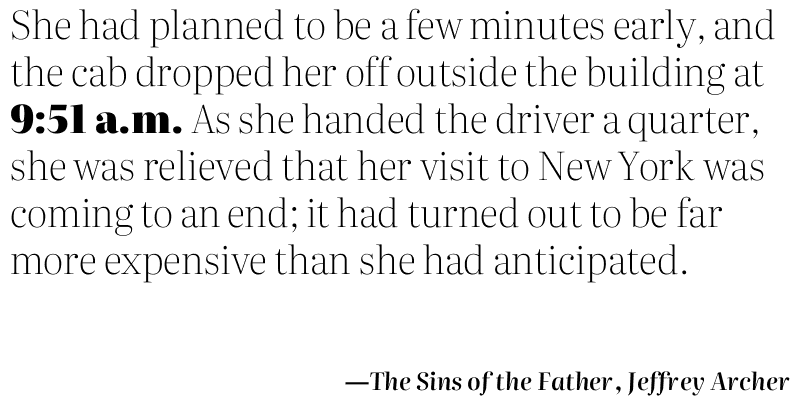 She had planned to be a few minutes early, and
the cab dropped her off outside the building at
9:51 a.m. As she handed the driver a quarter,
she was relieved that her visit to New York was
coming to an end; it had turned out to be far
more expensive than she had anticipated.
—The Sins of the Father, Jeffrey Archer